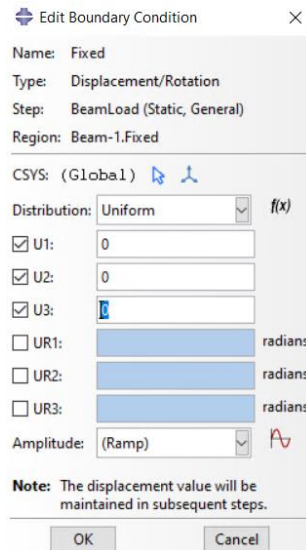 Edit Boundary Condition
Name: Fixed
Type: Displacement/Rotation
Step: BeamLoad (Static, General)
Region: Beam-1.Fixed
CSYS: (Global)
Distribution: Uniform f(x)
U1: 0
U2: 0
U3: 0
UR1: radians
UR2: radians
UR3: radians
Amplitude: (Ramp)
Note: The displacement value will be
maintained in subsequent steps.
OK Cancel